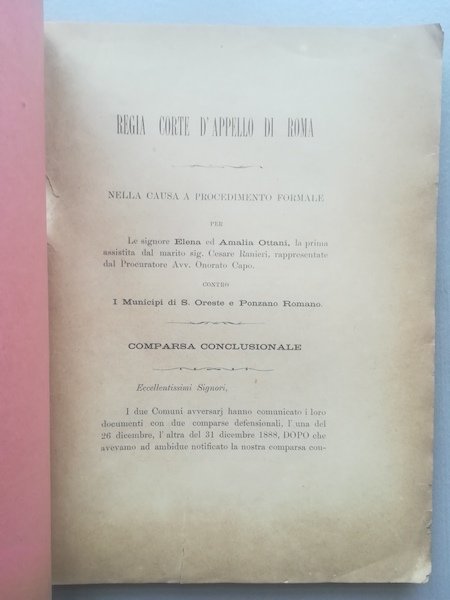 REGIA CORTE D'APPELLO DI ROMA
NELLA CAUSA A PROCEDIMENTO FORMALE
PER
Le signore Elena ed Amalia Ottani, la prima
assistita dal marito sig. Cesare Ranieri, rappresentate
dal Procuratore Avv. Onorato Capo.
CONTRO
I Municipi di S. Oreste e Ponzano Romano.
COMPARSA CONCLUSIONALE
Eccellentissimi Signori,
I due Comuni avversarj hanno comunicato i loro
documenti con due comparse defensionali, l'una del
26 dicembre, l'altra del 31 dicembre 1888, DOPO che
avevamo ad ambidue notificato la nostra comparsa con-